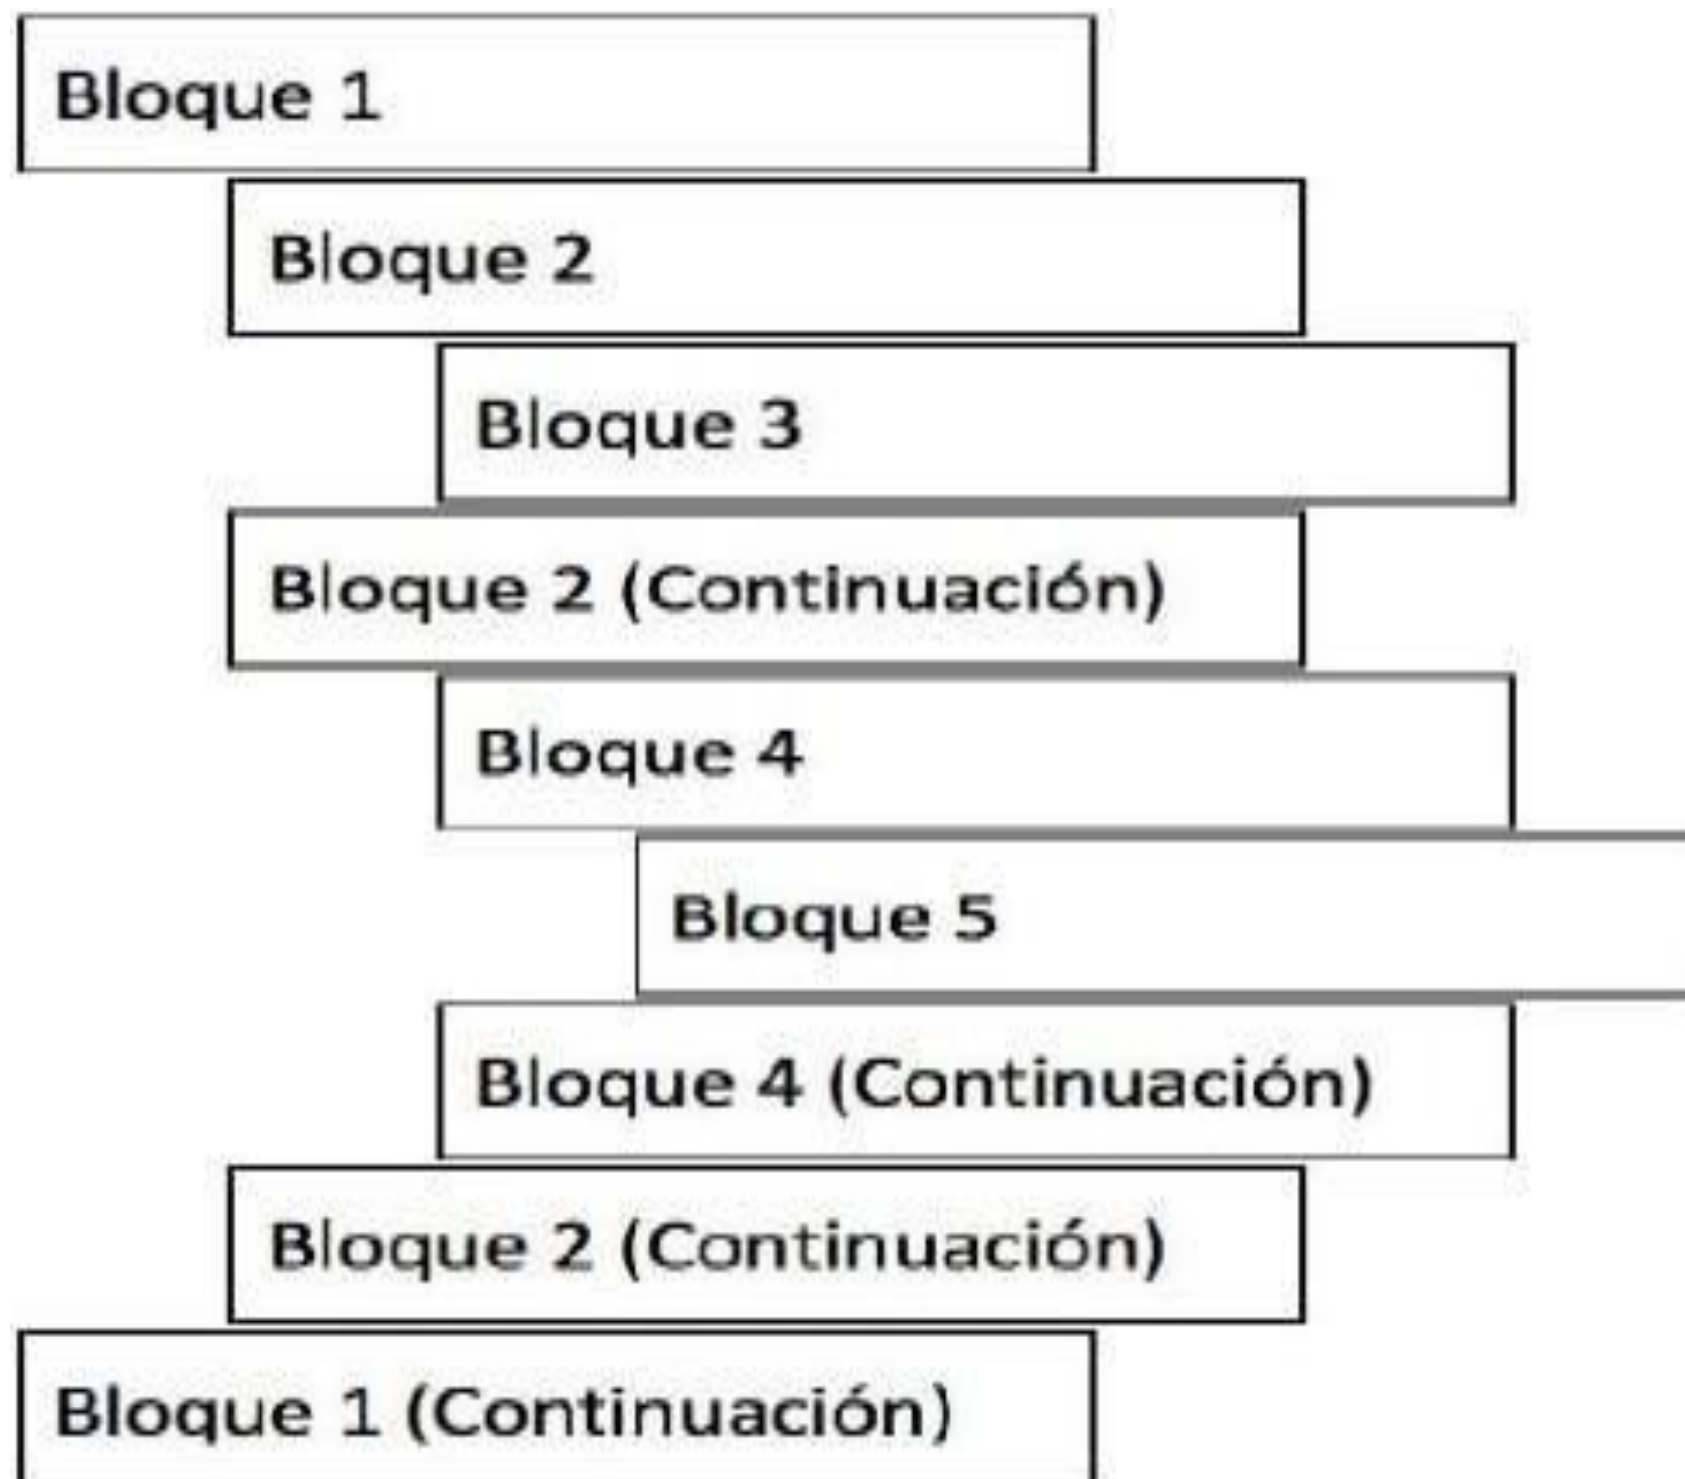 Bloque 1
Bloque 2
Bloque 3
Bloque 2 (Continuación)
Bloque 4
Bloque 5
Bloque 4 (Continuación)
Bloque 2 (Continuación)
Bloque 1 (Continuación)